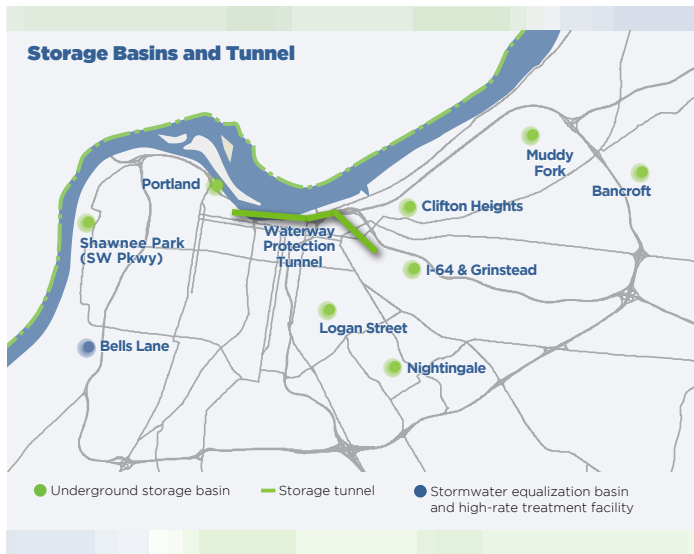 Storage Basins and Tunnel
Muddy
Fork
Bancroft
Portland
Clifton Heights
Waterway
Protection
Tunnel
Shawnee Park
(SW Pkwy)
I-64 & Grinstead
Logan Street
Bells Lane
Nightingale
Underground storage basin
Storage tunnel
Stormwater equalization basin
and high-rate treatment facility